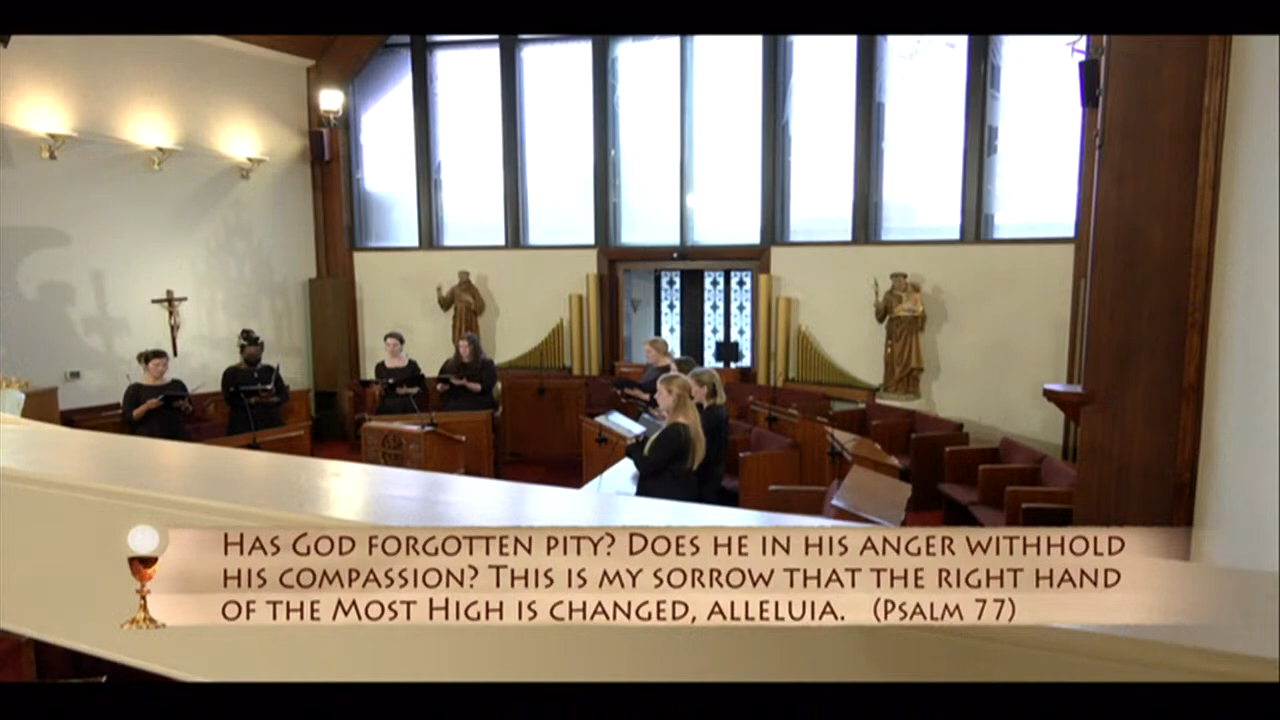 HAS GOD FORGOTTEN PITY? DOES HE IN HIS ANGER WITHHOLD
HIS COMPASSION? THIS IS MY SORROW THAT THE RIGHT HAND
OF THE MOST HIGH IS CHANGED, ALLELUIA. (PSALM 77)